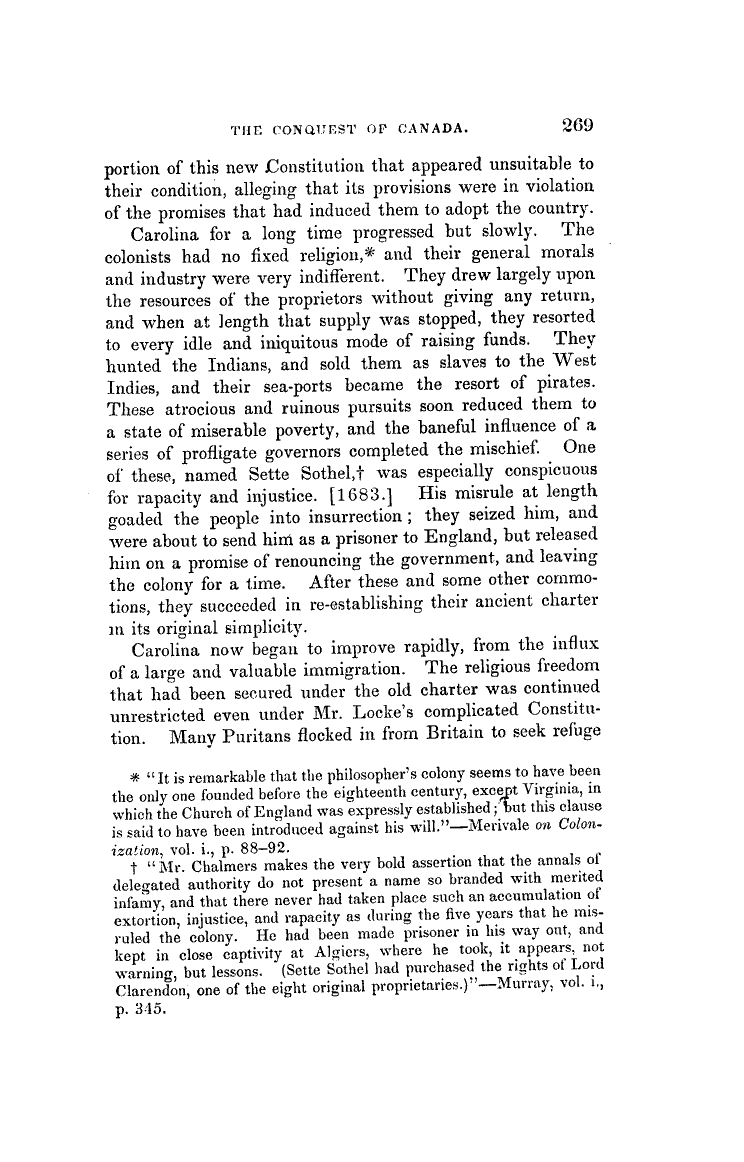 THE CONQUEST OF CANADA. 269
portion of this new Constitution that appeared unsuitable to
their condition, alleging that its provisions were in violation
of the promises that had induced them to adopt the country.
Carolina for a long time progressed but slowly. The
colonists had no fixed religion,* and their general morals
and industry were very indifferent. They drew largely upon
the resources of the proprietors without giving any return,
and when at length that supply was stopped, they resorted
to every idle and iniquitous mode of raising funds. They
hunted the Indians, and sold them as slaves to the West
Indies, and their sea-ports became the resort of pirates.
These atrocious and ruinous pursuits soon reduced them to
a state of miserable poverty, and the baneful influence of a
series of profligate governors completed the mischief. One
of these, named Sette Sothel,† was especially conspicuous
for rapacity and injustice. [1683.] His misrule at length
goaded the people into insurrection; they seized him, and
were about to send him as a prisoner to England, but released
him on a promise of renouncing the government, and leaving
the colony for a time. After these and some other commo-
tions, they succeeded in re-establishing their ancient charter
in its original simplicity.
Carolina now began to improve rapidly, from the influx
of a large and valuable immigration. The religious freedom
that had been secured under the old charter was continued
unrestricted even under Mr. Locke's complicated Constitu-
tion. Many Puritans flocked in from Britain to seek refuge
* "It is remarkable that the philosopher's colony seems to have been
the only one founded before the eighteenth century, except Virginia, in
which the Church of England was expressly established; but this clause
is said to have been introduced against his will."—Merivale on Colon-
ization, vol. i., p. 88–92.
† "Mr. Chalmers makes the very bold assertion that the annals of
delegated authority do not present a name so branded with merited
infamy, and that there never had taken place such an accumulation of
extortion, injustice, and rapacity as during the five years that he mis-
ruled the colony. He had been made prisoner in his way out, and
kept in close captivity at Algiers, where he took, it appears, not
warning, but lessons. (Sette Sothel had purchased the rights of Lord
Clarendon, one of the eight original proprietaries.)"—Murray, vol. i.,
p. 345.